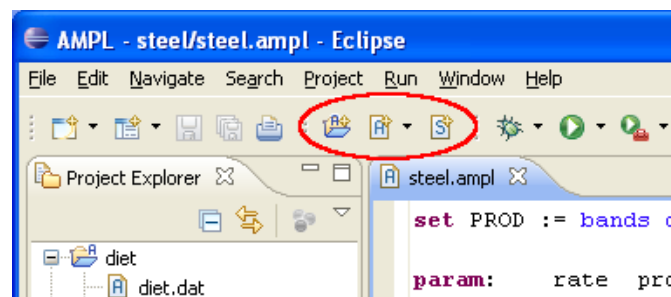 AMPL - steel/steel.ampl - Eclipse
File Edit Navigate Search Project Run Window Help
Project Explorer
steel.ampl
set PROD := bands
diet
diet.dat
param: rate